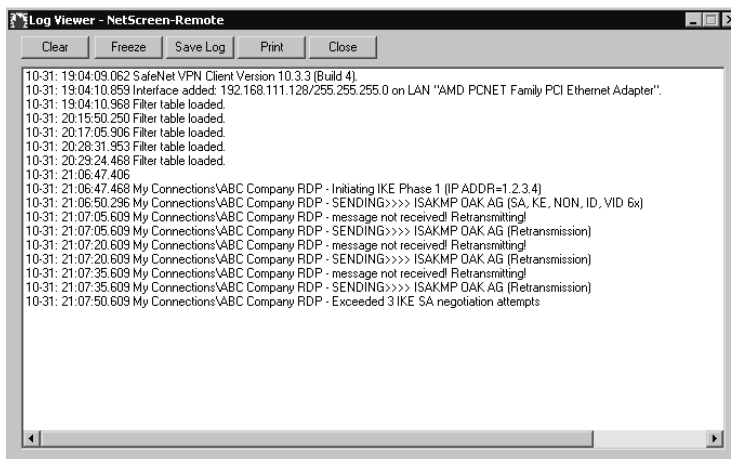 Log Viewer - NetScreen-Remote
Clear Freeze Save Log Print Close
10-31: 19:04:09.062 SafeNet VPN Client Version 10.3.3 (Build 4).
10-31: 19:04:10.859 Interface added: 192.168.111.128/255.255.255.0 on LAN "AMD PCNET Family PCI Ethernet Adapter".
10-31: 19:04:10.968 Filter table loaded.
10-31: 20:15:50.250 Filter table loaded.
10-31: 20:17:05.906 Filter table loaded.
10-31: 20:28:31.953 Filter table loaded.
10-31: 20:29:24.468 Filter table loaded.
10-31: 21:06:47.406
10-31: 21:06:47.468 My Connections\ABC Company RDP - Initiating IKE Phase 1 (IP ADDR=1.2.3.4)
10-31: 21:06:50.296 My Connections\ABC Company RDP - SENDING>>>> ISAKMP OAK AG (SA, KE, NON, ID, VID 6x)
10-31: 21:07:05.609 My Connections\ABC Company RDP - message not received! Retransmitting!
10-31: 21:07:05.609 My Connections\ABC Company RDP - SENDING>>>> ISAKMP OAK AG (Retransmission)
10-31: 21:07:20.609 My Connections\ABC Company RDP - message not received! Retransmitting!
10-31: 21:07:20.609 My Connections\ABC Company RDP - SENDING>>>> ISAKMP OAK AG (Retransmission)
10-31: 21:07:35.609 My Connections\ABC Company RDP - message not received! Retransmitting!
10-31: 21:07:35.609 My Connections\ABC Company RDP - SENDING>>>> ISAKMP OAK AG (Retransmission)
10-31: 21:07:50.609 My Connections\ABC Company RDP - Exceeded 3 IKE SA negotiation attempts